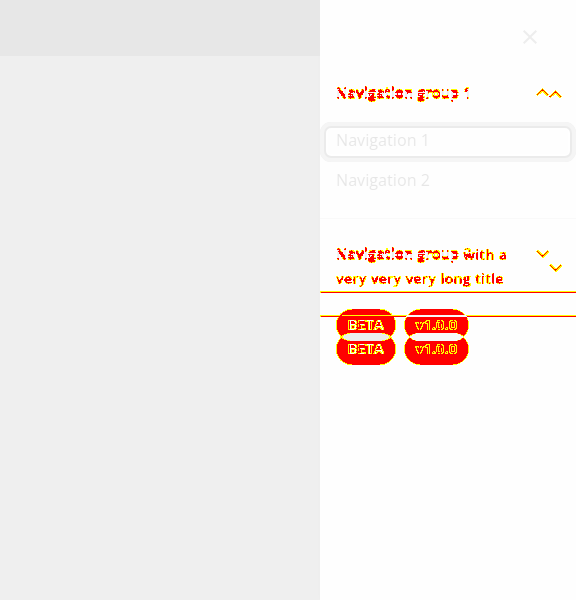 Navigation group 1
Navigation 1
Navigation 2
Navigation group with a
very very very long title
BETA v1.0.0
BETA v1.0.0